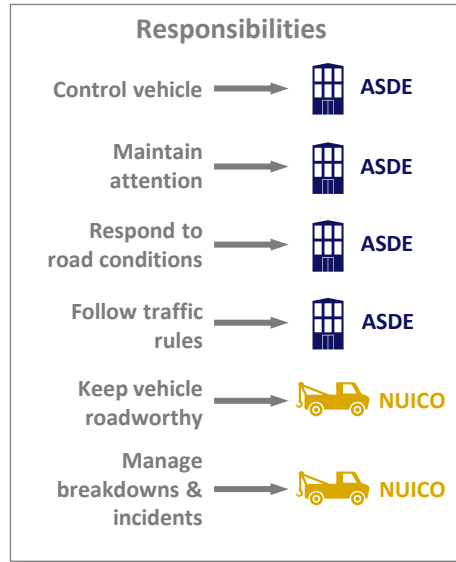 Responsibilities
Control vehicle
ASDE
Maintain
attention
ASDE
Respond to
road conditions
ASDE
Follow traffic
rules
ASDE
Keep vehicle
roadworthy
NUICO
Manage
breakdowns &
incidents
NUICO